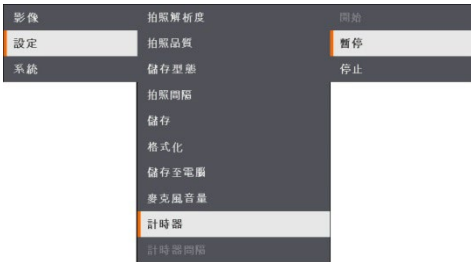 影像
設定
系統
拍照解析度
拍照品質
儲存型態
拍照間隔
儲存
格式化
儲存至電腦
麥克風音量
計時器
計時器間隔
開始
暫停
停止